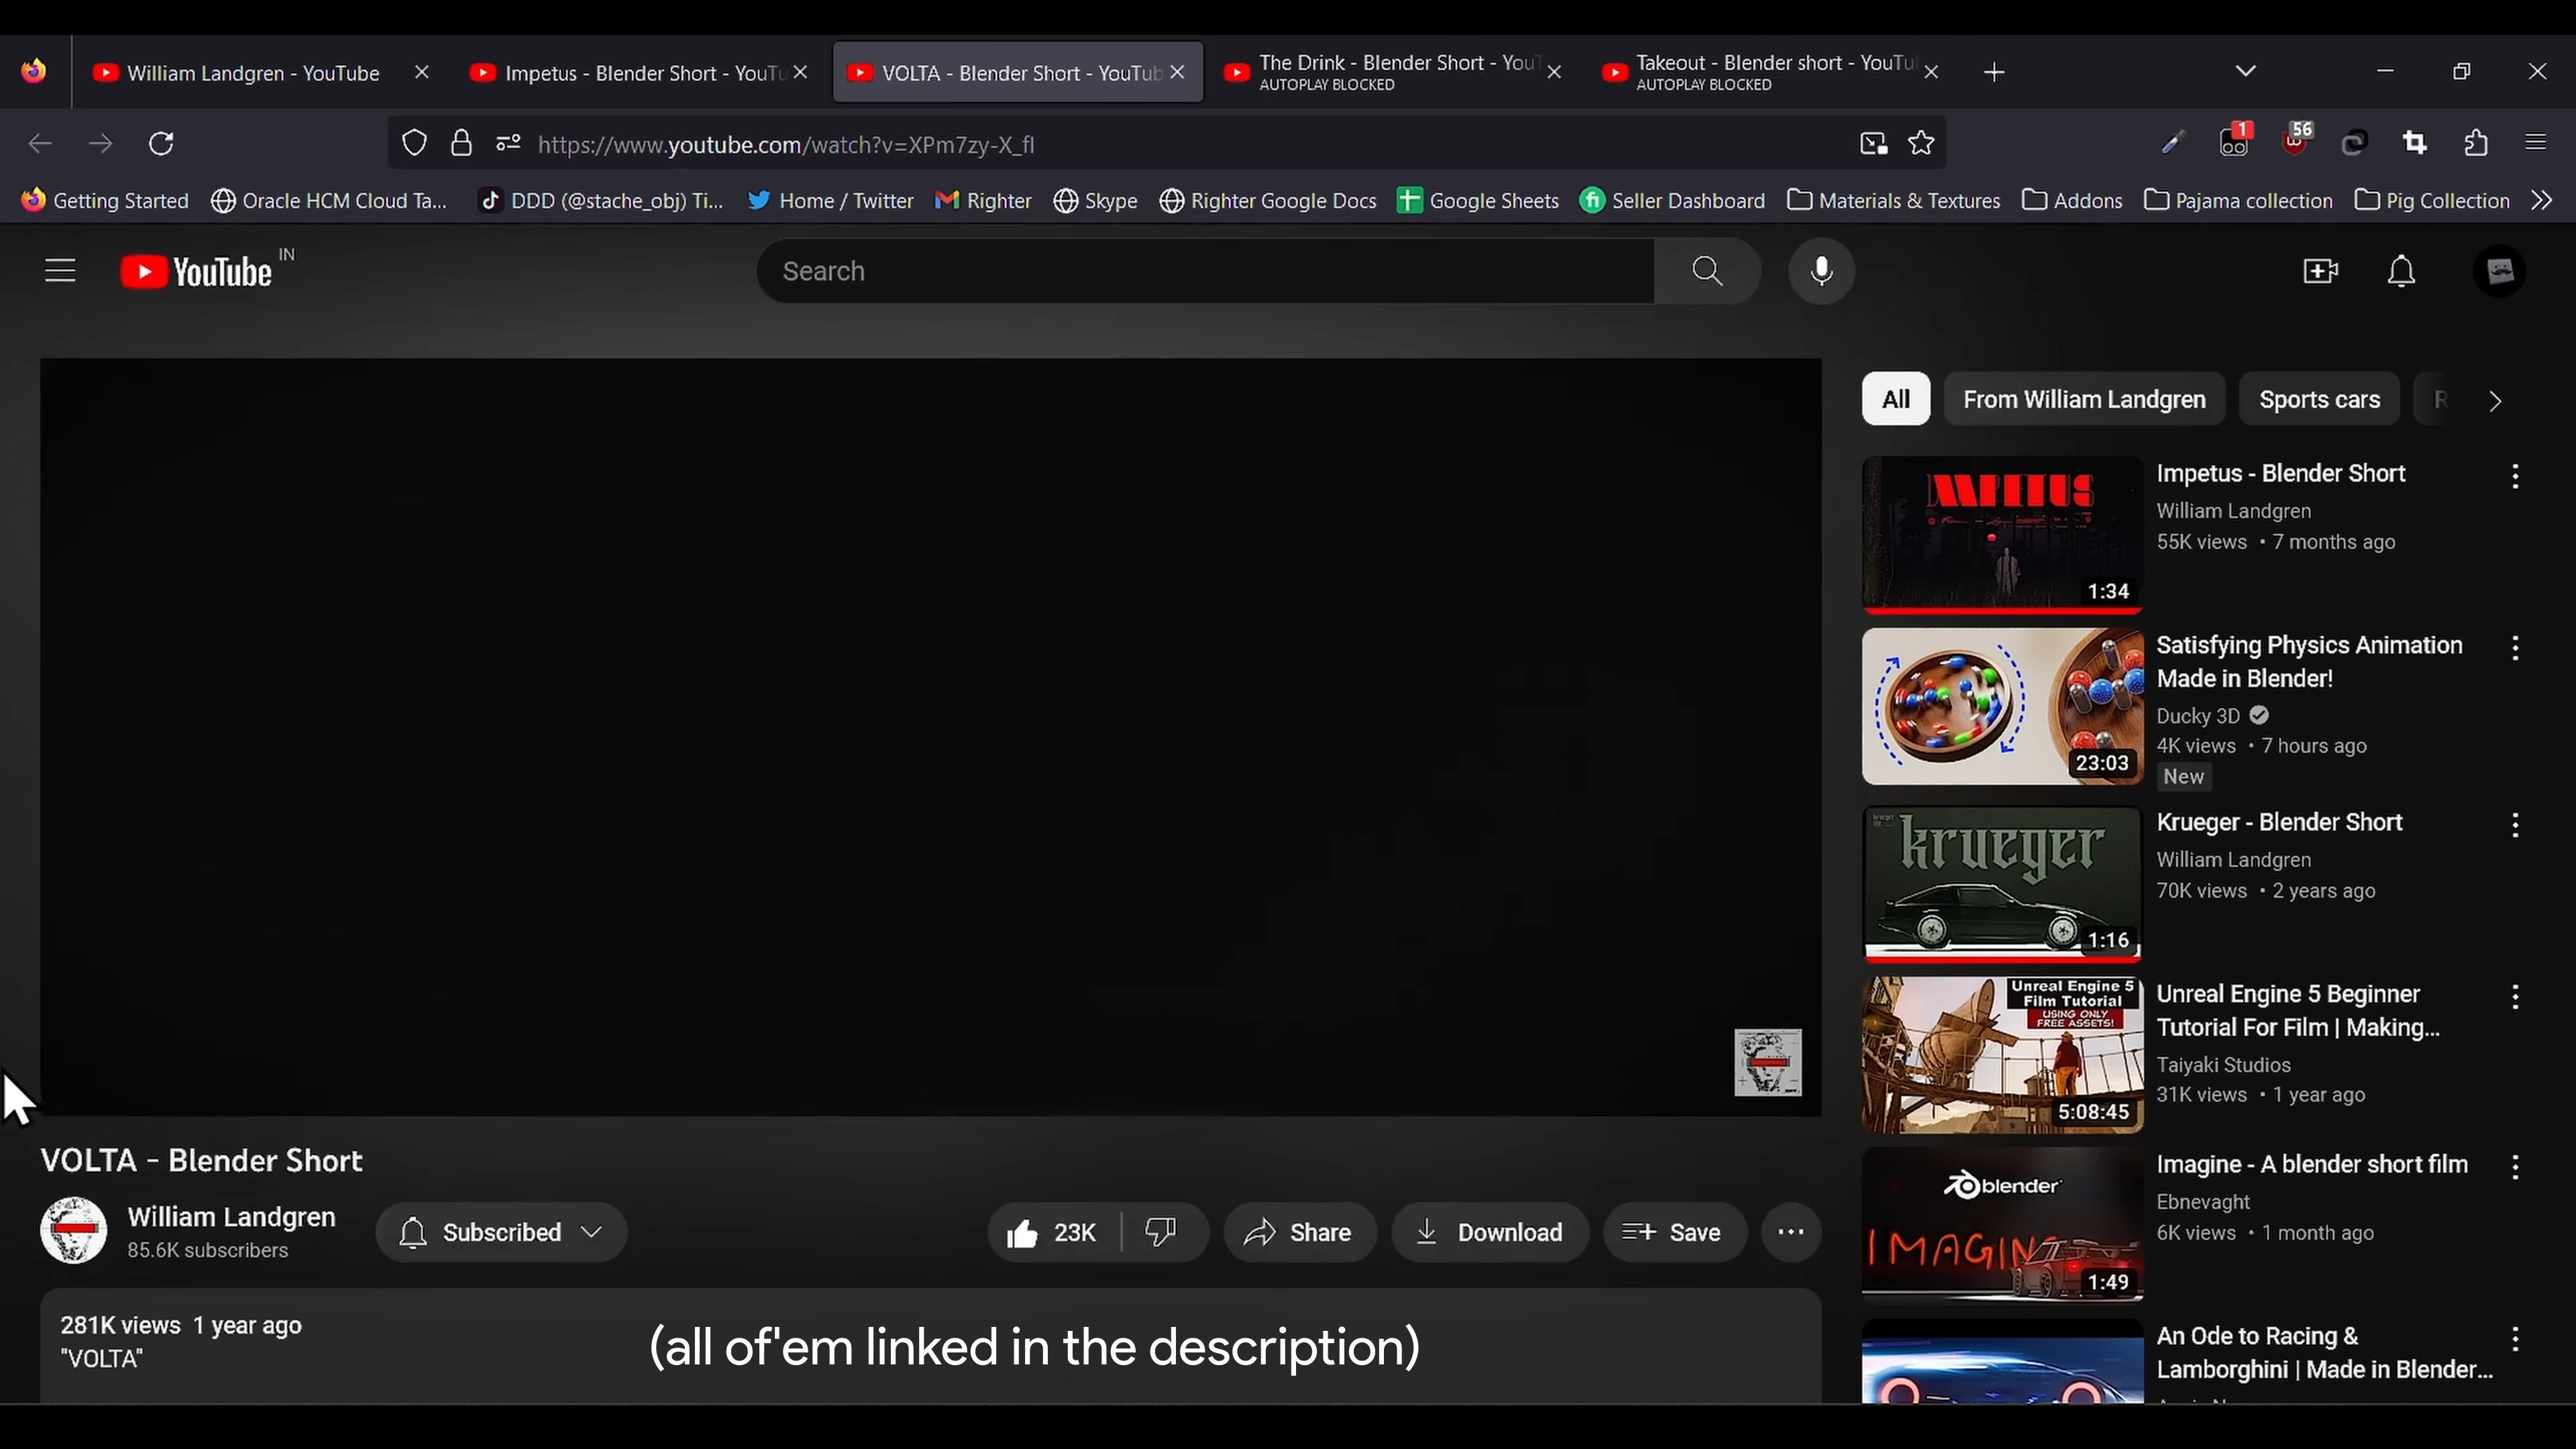 William Landgren - YouTube
Impetus - Blender Short - YouTu
VOLTA - Blender Short - YouTub
The Drink - Blender Short - You
AUTOPLAY BLOCKED
Takeout - Blender short - YouTu
AUTOPLAY BLOCKED
https://www.youtube.com/watch?v=XPm7zy-X_fI
1
56
Getting Started
Oracle HCM Cloud Ta...
DDD (@stache_obj) Ti...
Home / Twitter
Righter
Skype
Righter Google Docs
Google Sheets
Seller Dashboard
Materials & Textures
Addons
Pajama collection
Pig Collection
YouTube IN
Search
All
From William Landgren
Sports cars
R
IMPETUS
1:34
Impetus - Blender Short
William Landgren
55K views • 7 months ago
23:03
Satisfying Physics Animation
Made in Blender!
Ducky 3D
4K views • 7 hours ago
New
krueger
1:16
Krueger - Blender Short
William Landgren
70K views • 2 years ago
Unreal Engine 5
Film Tutorial
USING ONLY
FREE ASSETS!
5:08:45
Unreal Engine 5 Beginner
Tutorial For Film | Making...
Taiyaki Studios
31K views • 1 year ago
blender
IMAGIN
1:49
Imagine - A blender short film
Ebnevaght
6K views • 1 month ago
An Ode to Racing &
Lamborghini | Made in Blender...
VOLTA - Blender Short
William Landgren
85.6K subscribers
Subscribed
23K
Share
Download
Save
281K views 1 year ago
"VOLTA"
(all of'em linked in the description)